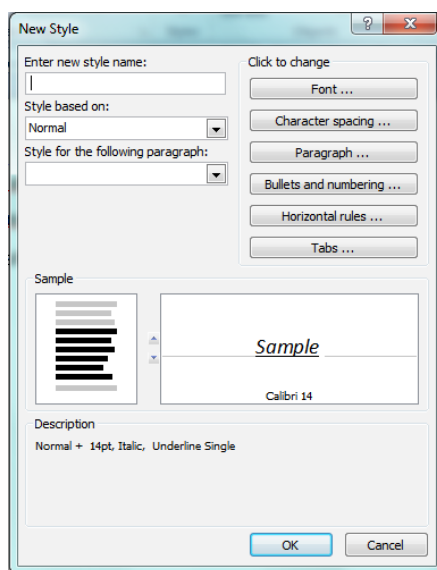 New Style
Enter new style name:
Style based on:
Normal
Style for the following paragraph:
Click to change
Font ...
Character spacing ...
Paragraph ...
Bullets and numbering ...
Horizontal rules ...
Tabs ...
Sample
Sample
Calibri 14
Description
Normal + 14pt, Italic, Underline Single
OK
Cancel